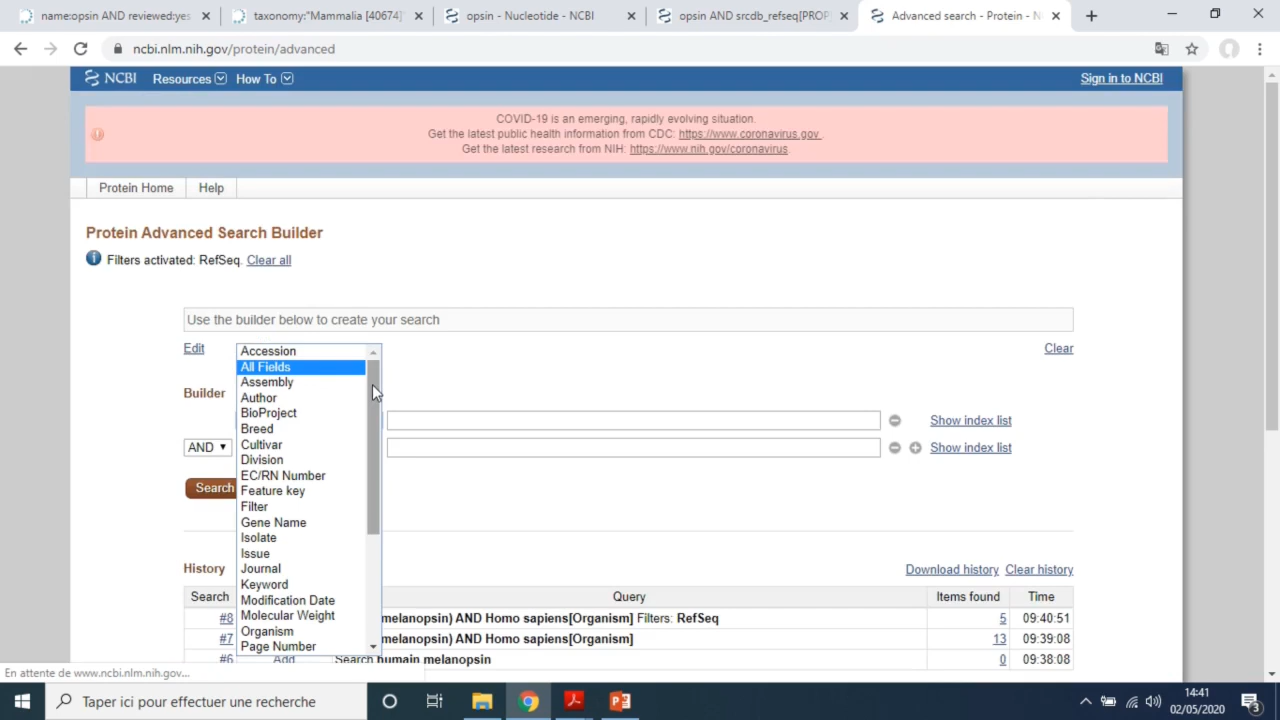 name:opsin AND reviewed:yes
taxonomy:"Mammalia [40674]"
opsin - Nucleotide - NCBI
opsin AND srcdb_refseq[PROP
Advanced search - Protein - N
ncbi.nlm.nih.gov/protein/advanced
NCBI Resources How To Sign in to NCBI
COVID-19 is an emerging, rapidly evolving situation.
Get the latest public health information from CDC: https://www.coronavirus.gov .
Get the latest research from NIH: https://www.nih.gov/coronavirus.
Protein Home Help
Protein Advanced Search Builder
Filters activated: RefSeq. Clear all
Use the builder below to create your search
Edit Clear
Builder
Accession
All Fields
Assembly
Author
BioProject
Breed
Cultivar
Division
EC/RN Number
Feature key
Filter
Gene Name
Isolate
Issue
Journal
Keyword
Modification Date
Molecular Weight
Organism
Page Number
Show index list
AND Show index list
Search
History Download history Clear history
Search Query Items found Time
#8 melanopsin) AND Homo sapiens[Organism] Filters: RefSeq 5 09:40:51
#7 melanopsin) AND Homo sapiens[Organism] 13 09:39:08
#6 Add Search human melanopsin 0 09:38:08
En attente de www.ncbi.nlm.nih.gov...
Taper ici pour effectuer une recherche
14:41
02/05/2020
3